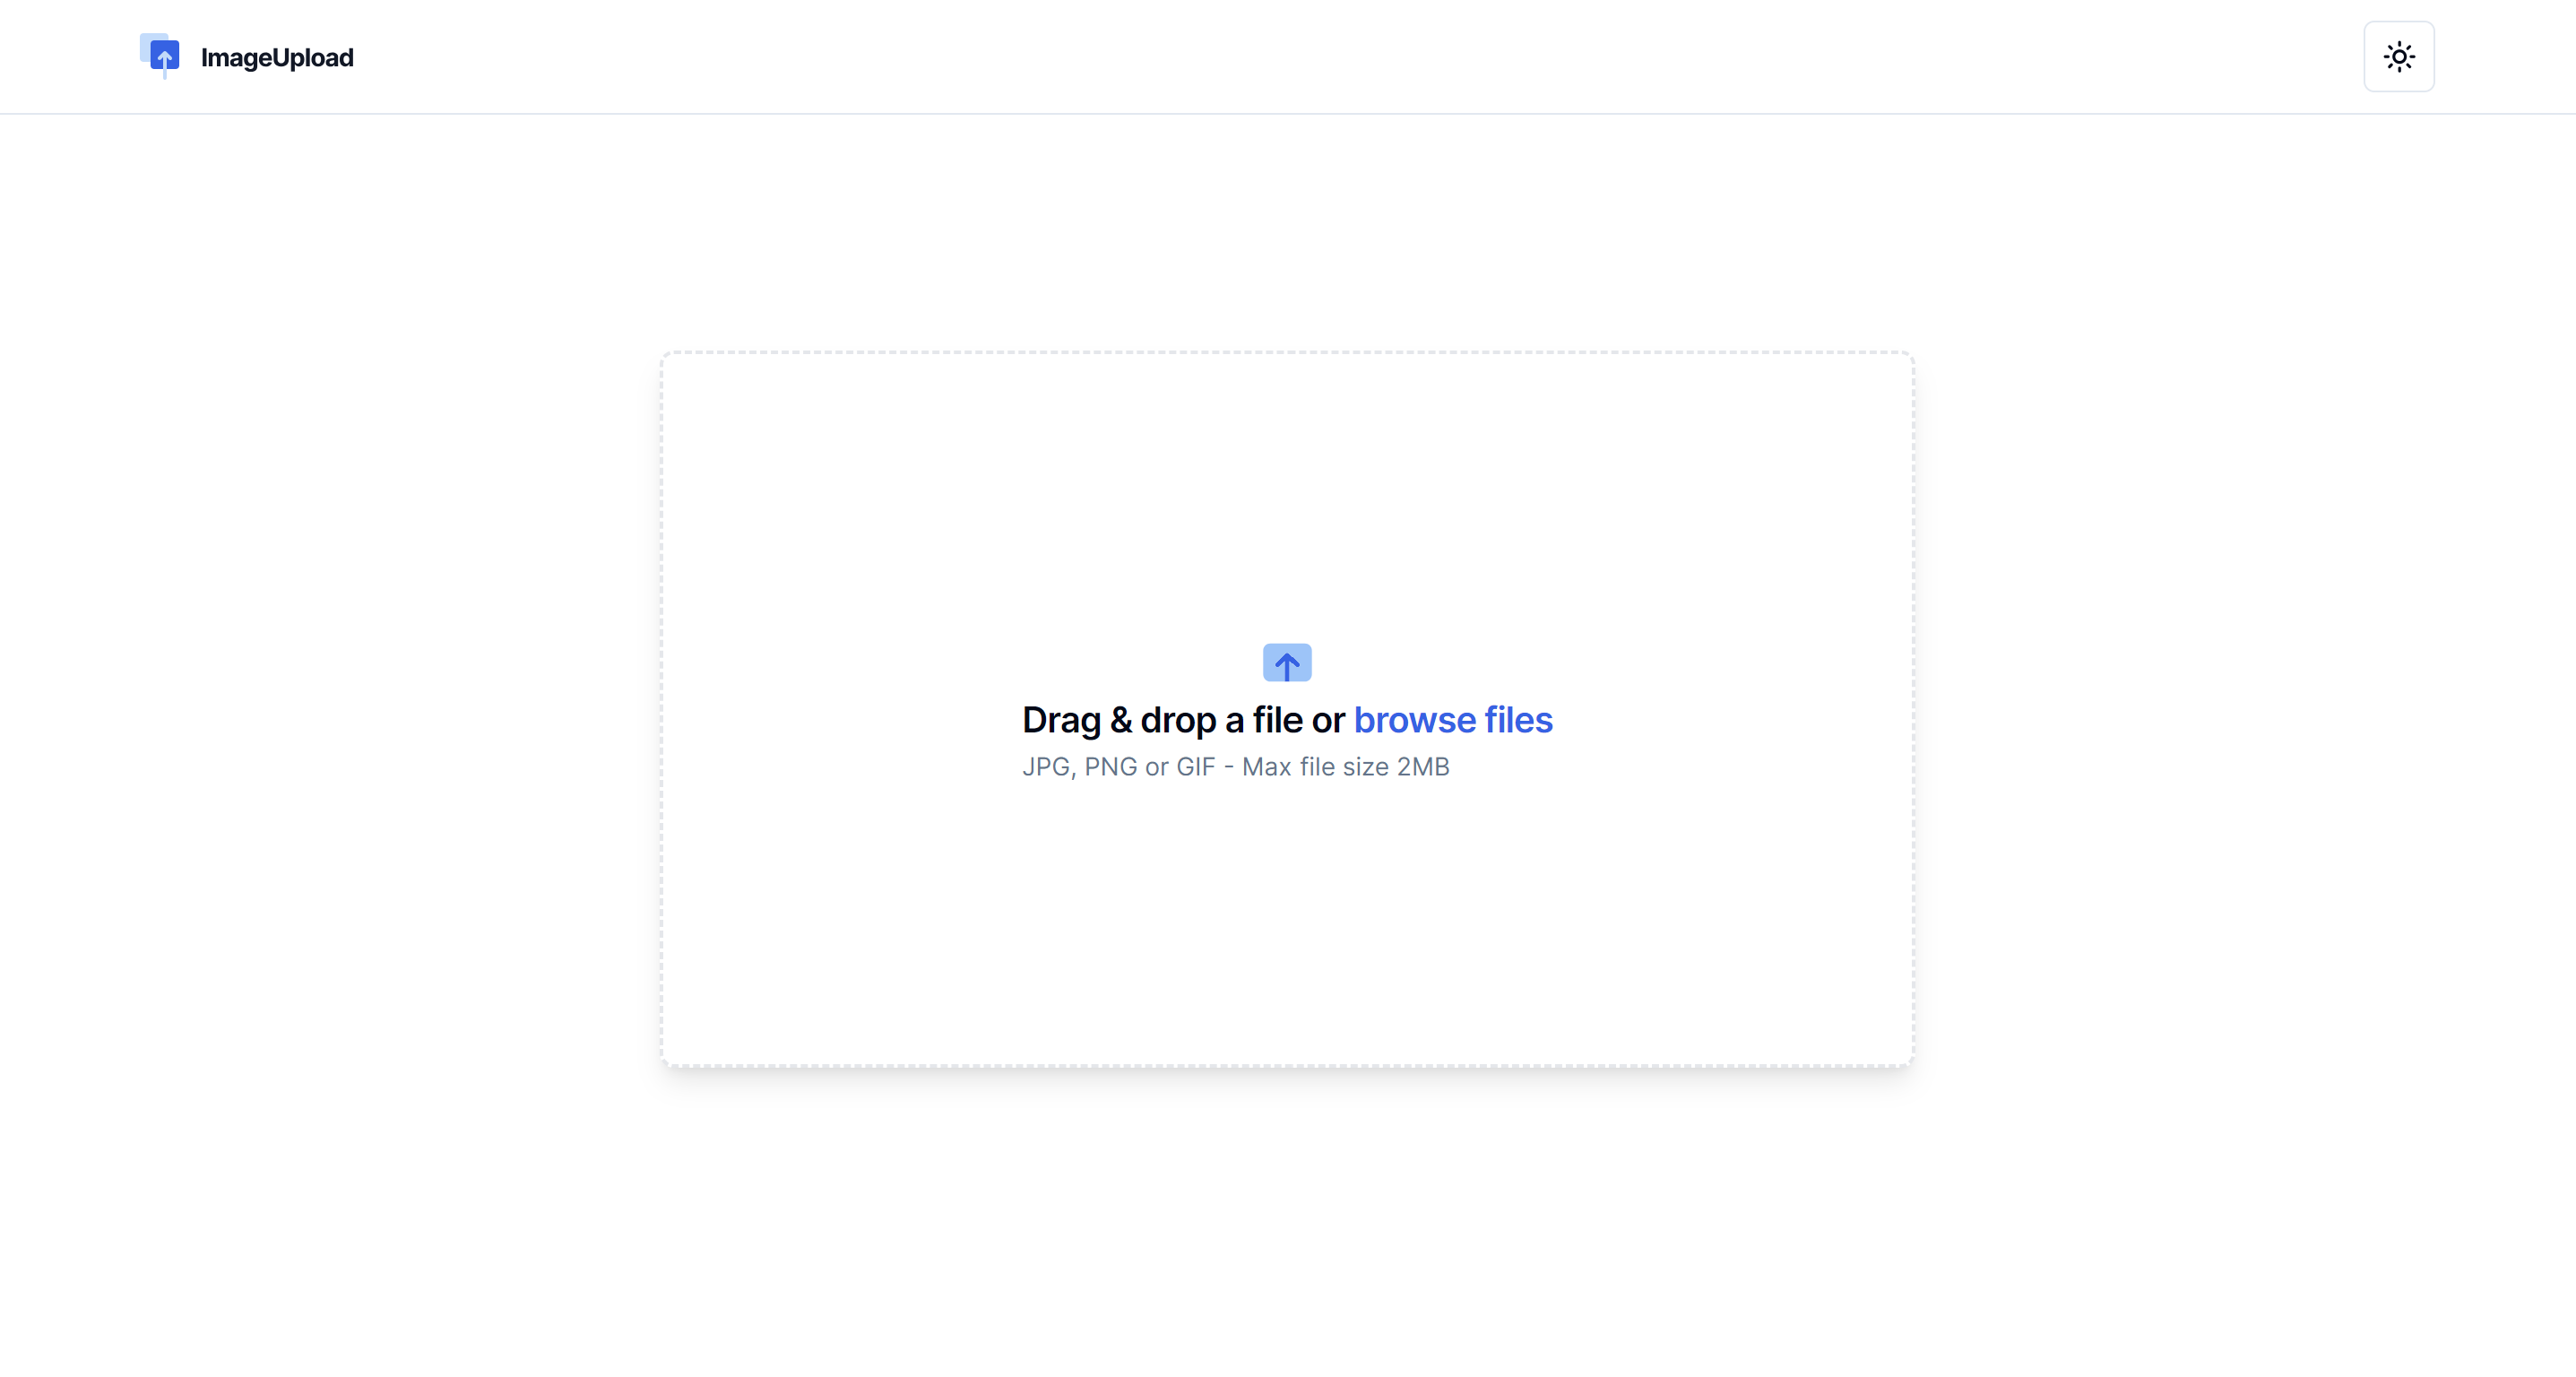 ImageUpload
Drag & drop a file or browse files
JPG, PNG or GIF - Max file size 2MB